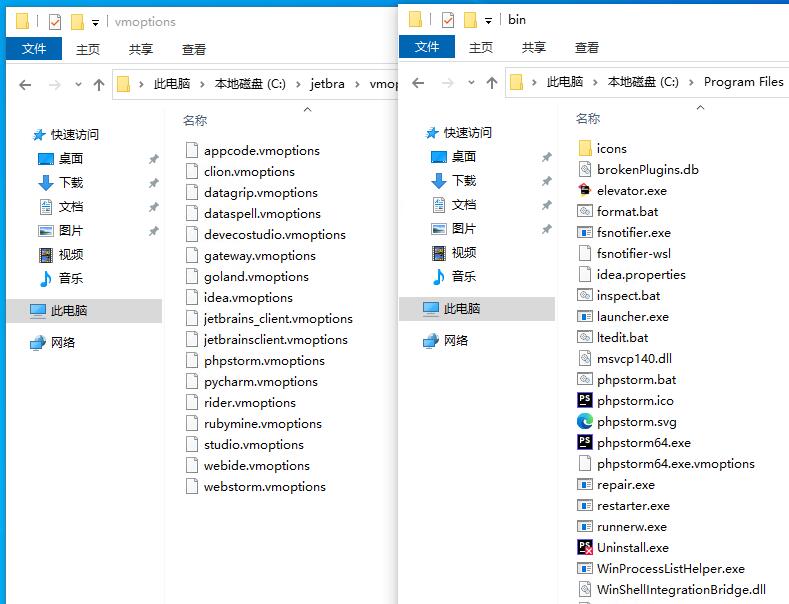 vmoptions
文件
主页
共享
查看
此电脑
本地磁盘 (C:)
jetbra
名称
快速访问
桌面
下载
文档
图片
视频
音乐
此电脑
网络
appcode.vmoptions
clion.vmoptions
datagrip.vmoptions
dataspell.vmoptions
devecostudio.vmoptions
gateway.vmoptions
goland.vmoptions
idea.vmoptions
jetbrains_client.vmoptions
jetbrainsclient.vmoptions
phpstorm.vmoptions
pycharm.vmoptions
rider.vmoptions
rubymine.vmoptions
studio.vmoptions
webide.vmoptions
webstorm.vmoptions
bin
文件
主页
共享
查看
此电脑
本地磁盘 (C:)
Program Files
名称
快速访问
桌面
下载
文档
图片
视频
音乐
此电脑
网络
icons
brokenPlugins.db
elevator.exe
format.bat
fsnotifier.exe
fsnotifier-wsl
idea.properties
inspect.bat
launcher.exe
ltedit.bat
msvcp140.dll
phpstorm.bat
phpstorm.ico
phpstorm.svg
phpstorm64.exe
phpstorm64.exe.vmoptions
repair.exe
restarter.exe
runnerw.exe
Uninstall.exe
WinProcessListHelper.exe
WinShellIntegrationBridge.dll